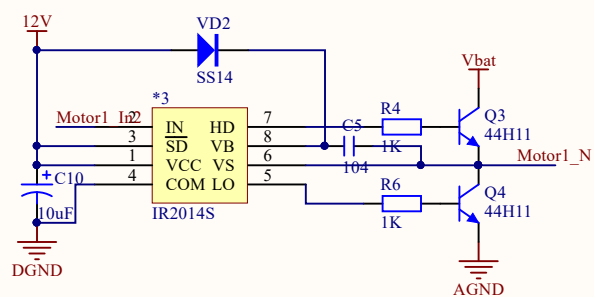 12V
VD2
SS14
Vbat
*3
Motor1_In2
2
IN
HD
7
R4
1K
Q3
44H11
3
SD
VB
8
C5
104
1
VCC
VS
6
Motor1_N
4
COM
LO
5
C10
10uF
IR2014S
R6
1K
Q4
44H11
DGND
AGND